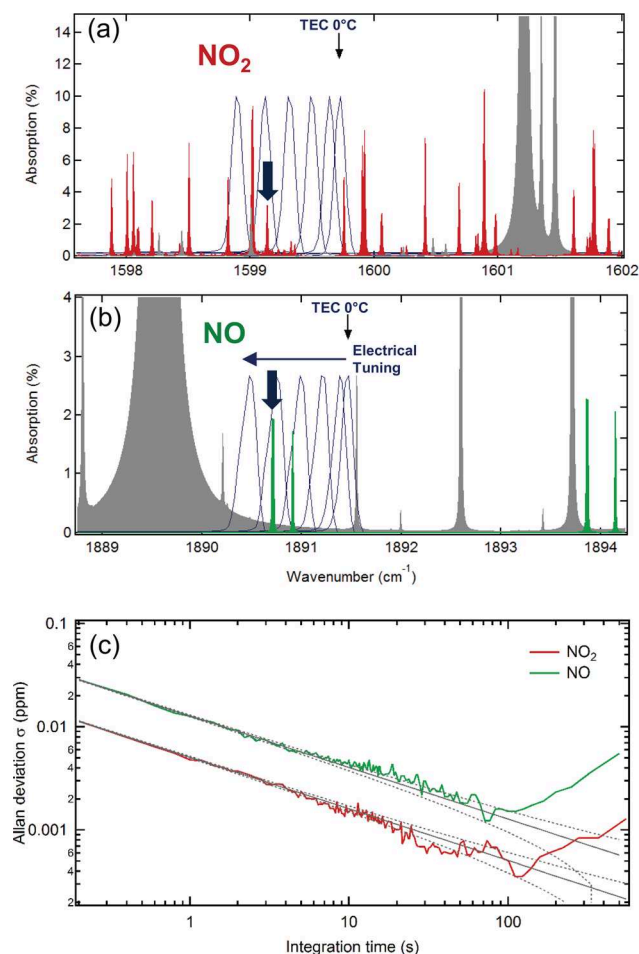 (a)
TEC 0°C
NO2
Absorption (%)
14
12
10
8
6
4
2
0
1598
1599
1600
1601
1602
(b)
TEC 0°C
NO
Electrical
Tuning
Absorption (%)
4
3
2
1
0
1889
1890
1891
1892
1893
1894
Wavenumber (cm-1)
(c)
NO2
NO
Allan deviation σ (ppm)
0.1
6
4
3
2
0.01
6
4
3
2
0.001
6
4
3
2
1
10
100
Integration time (s)